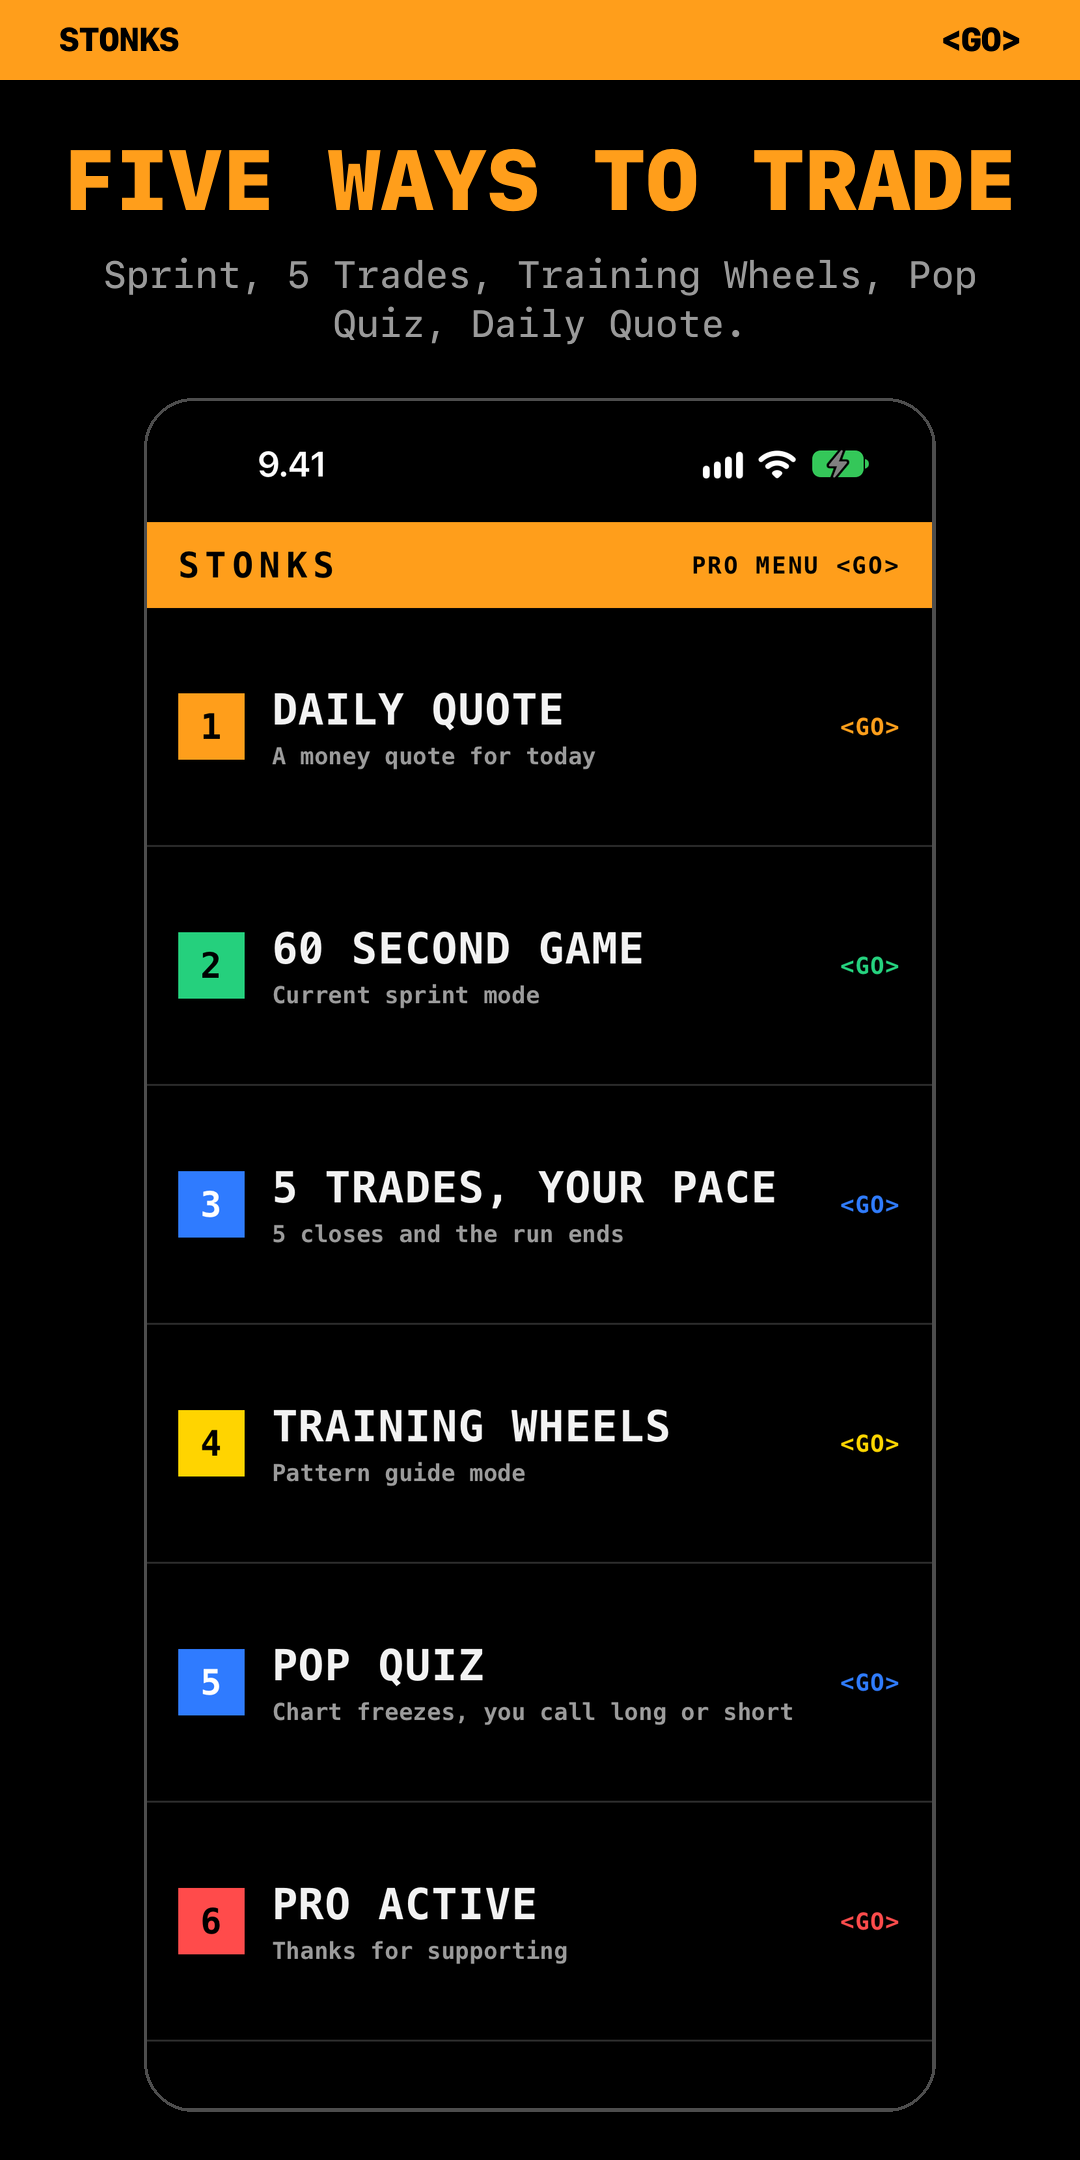 STONKS <GO>
FIVE WAYS TO TRADE
Sprint, 5 Trades, Training Wheels, Pop
Quiz, Daily Quote.
9.41
STONKS PRO MENU <GO>
1 DAILY QUOTE <GO>
A money quote for today
2 60 SECOND GAME <GO>
Current sprint mode
3 5 TRADES, YOUR PACE <GO>
5 closes and the run ends
4 TRAINING WHEELS <GO>
Pattern guide mode
5 POP QUIZ <GO>
Chart freezes, you call long or short
6 PRO ACTIVE <GO>
Thanks for supporting